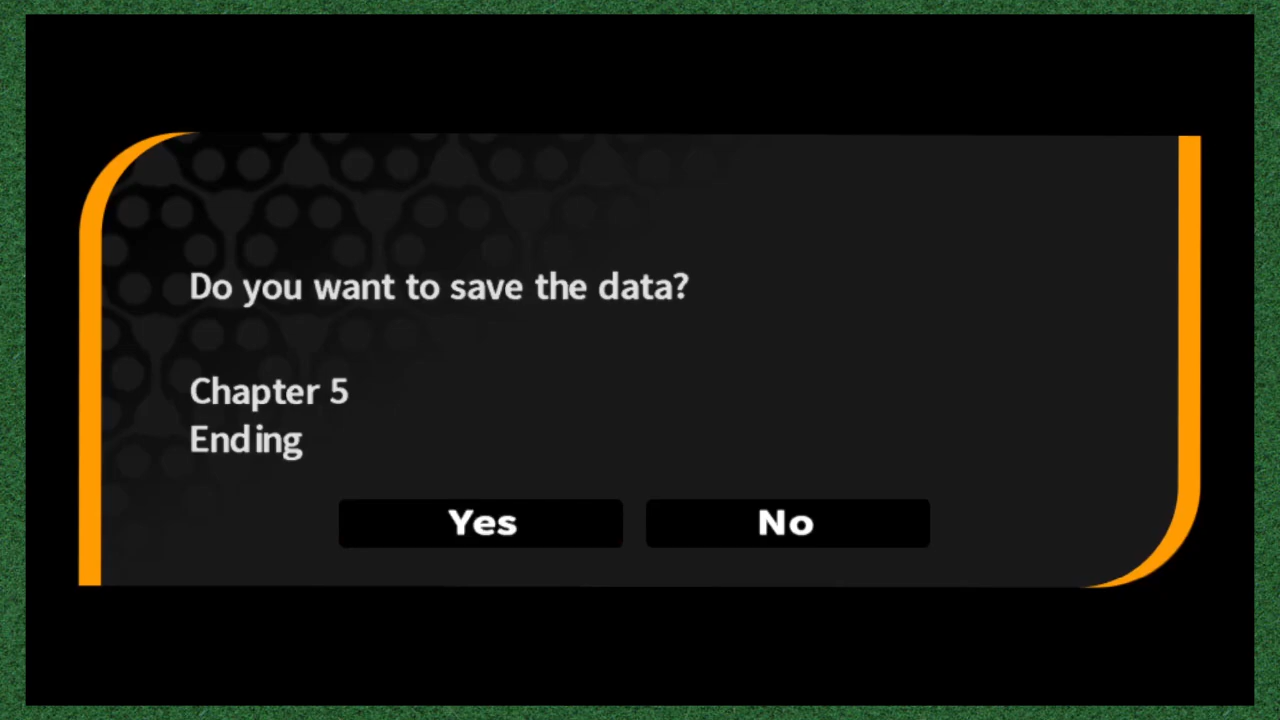 Do you want to save the data?
Chapter 5
Ending
Yes No